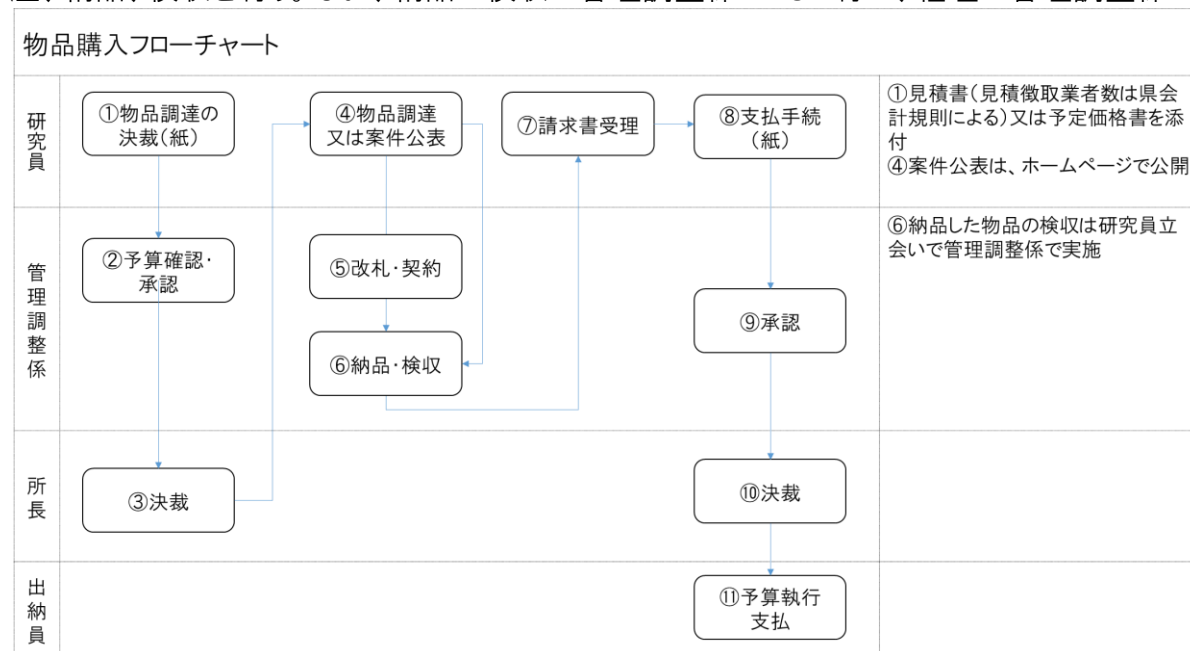 物品購入フローチャート
研究員
①物品調達の
決裁(紙)
④物品調達
又は案件公表
⑦請求書受理
⑧支払手続
(紙)
①見積書(見積徴取業者数は県会
計規則による)又は予定価格書を添
付
④案件公表は、ホームページで公開
管理調整係
②予算確認・
承認
⑤改札・契約
⑥納品・検収
⑨承認
⑥納品した物品の検収は研究員立
会いで管理調整係で実施
所長
③決裁
⑩決裁
出納員
⑪予算執行
支払